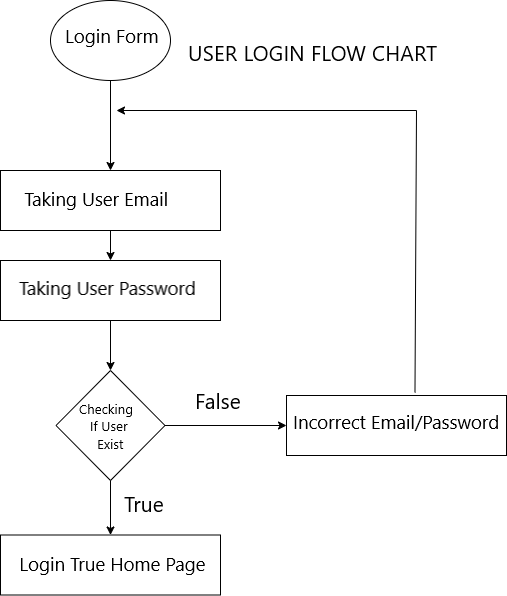 Login Form
USER LOGIN FLOW CHART
Taking User Email
Taking User Password
Checking
If User
Exist
False
Incorrect Email/Password
True
Login True Home Page